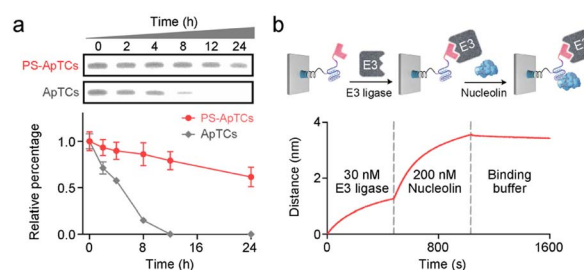 a
Time (h)
0 2 4 8 12 24
PS-ApTCs
ApTCs
PS-ApTCs
ApTCs
Relative percentage
1.0
0.5
0.0
0 8 16 24
Time (h)
b
E3
E3 ligase
E3
Nucleolin
E3
Distance (nm)
4
2
0
30 nM
E3 ligase
200 nM
Nucleolin
Binding
buffer
0 800 1600
Time (s)